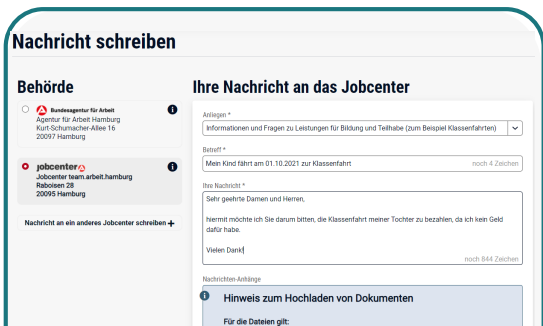 Nachricht schreiben
Behörde
Bundesagentur für Arbeit
Agentur für Arbeit Hamburg
Kurt-Schumacher-Allee 16
20097 Hamburg
jobcenter
Jobcenter team.arbeit.hamburg
Raboisen 28
20095 Hamburg
Nachricht an ein anderes Jobcenter schreiben +
Ihre Nachricht an das Jobcenter
Anliegen *
Informationen und Fragen zu Leistungen für Bildung und Teilhabe (zum Beispiel Klassenfahrten)
Betreff *
Mein Kind fährt am 01.10.2021 zur Klassenfahrt
noch 4 Zeichen
Ihre Nachricht *
Sehr geehrte Damen und Herren,
hiermit möchte ich Sie darum bitten, die Klassenfahrt meiner Tochter zu bezahlen, da ich kein Geld
dafür habe.
Vielen Dank!
noch 844 Zeichen
Nachrichten-Anhänge
Hinweis zum Hochladen von Dokumenten
Für die Dateien gilt: